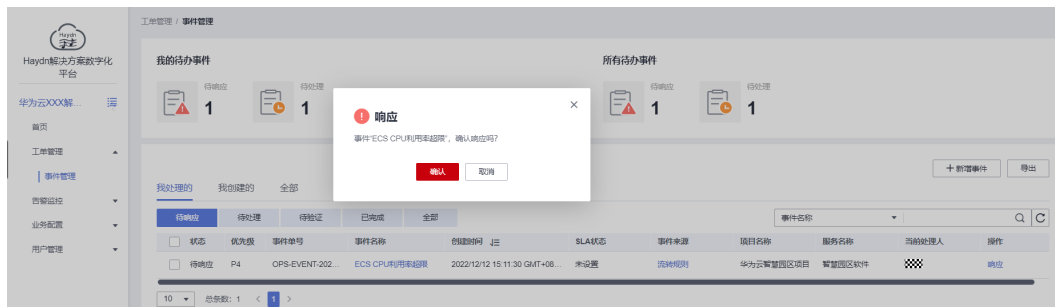 工单管理 / 事件管理
Haydn
解决方案数字化
Haydn解决方案数字化
平台
华为云XXX解...
首页
工单管理
事件管理
告警监控
业务配置
用户管理
我的待办事件
待响应
1
待处理
1
所有待办事件
待响应
1
待处理
1
响应
事件“ECS CPU利用率超限”，确认响应吗?
确认 取消
+新增事件 导出
我处理的 我创建的 全部
待响应 待处理 待验证 已完成 全部
事件名称
状态 优先级 事件单号 事件名称 创建时间 SLA状态 事件来源 项目名称 服务名称 当前处理人 操作
待响应 P4 OPS-EVENT-202... ECS CPU利用率超限 2022/12/12 15:11:30 GMT+08... 未设置 流转规则 华为云智慧园区项目 智慧园区软件 响应
10 总条数: 1 < 1 >